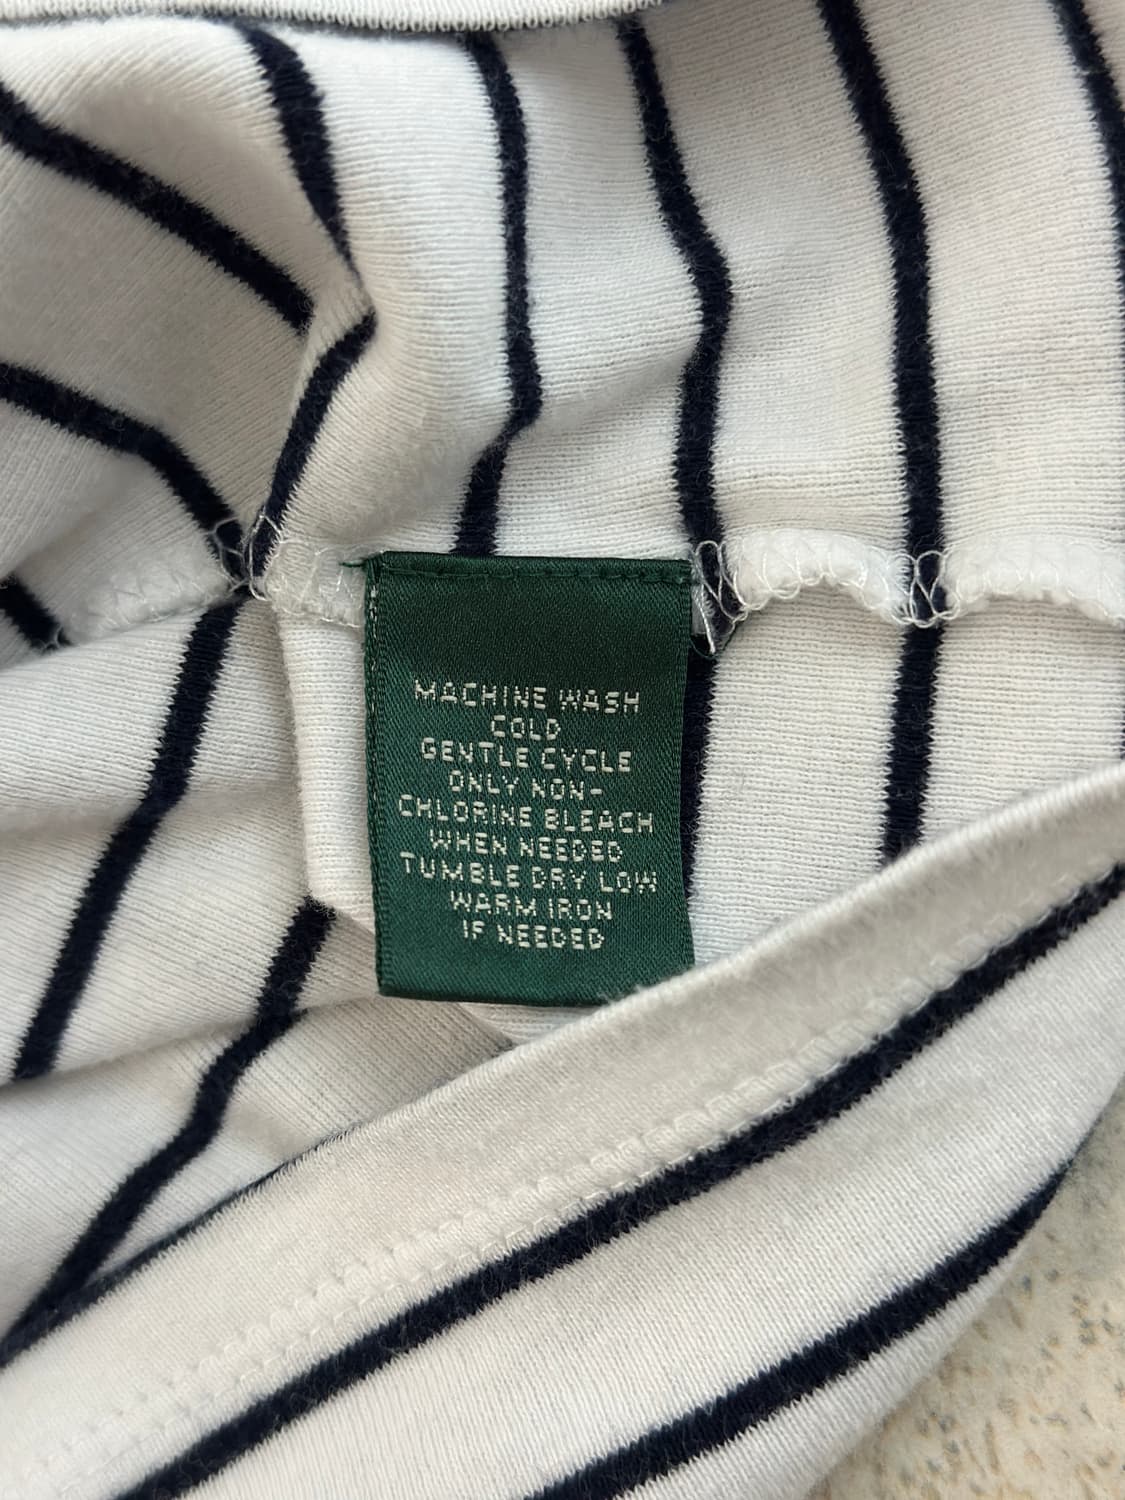 MACHINE WASH
COLD
GENTLE CYCLE
ONLY NON-
CHLORINE BLEACH
WHEN NEEDED
TUMBLE DRY LOW
WARM IRON
IF NEEDED